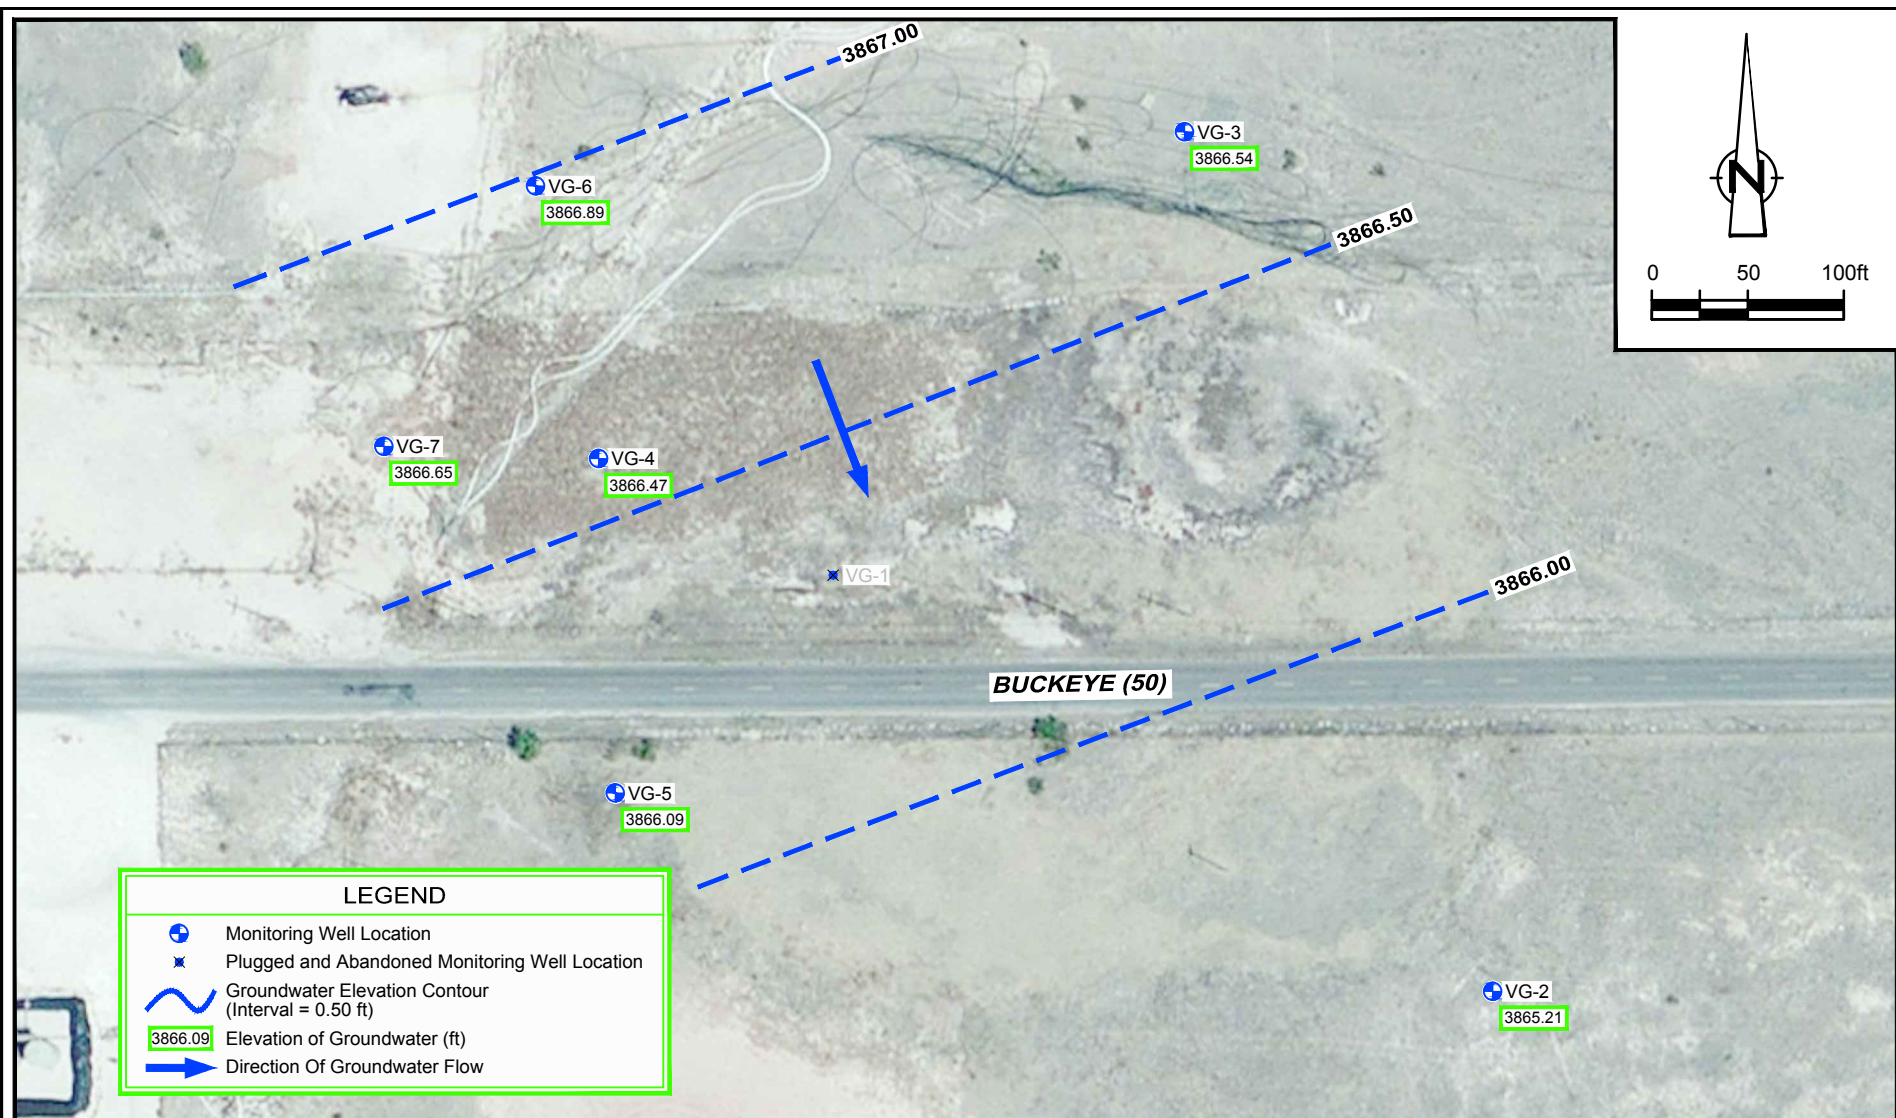 3867.00
VG-3
3866.54
N
VG-6
3866.89
3866.50
0 50 100ft
VG-7
3866.65
VG-4
3866.47
VG-1
3866.00
BUCKEYE (50)
VG-5
3866.09
LEGEND
Monitoring Well Location
Plugged and Abandoned Monitoring Well Location
Groundwater Elevation Contour
(Interval = 0.50 ft)
3866.09 Elevation of Groundwater (ft)
Direction Of Groundwater Flow
VG-2
3865.21